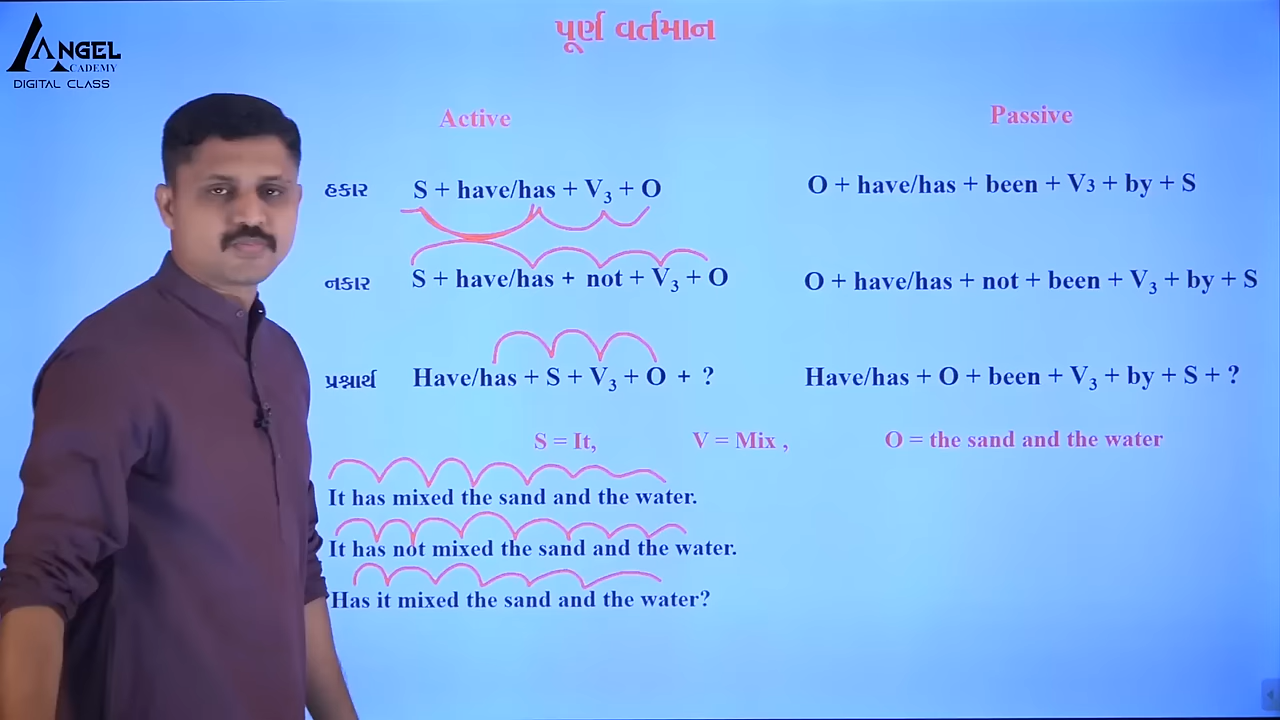 ANGEL
ACADEMY
DIGITAL CLASS
પૂર્ણ વર્તમાન
Active Passive
હકાર S + have/has + V3 + O O + have/has + been + V3 + by + S
નકાર S + have/has + not + V3 + O O + have/has + not + been + V3 + by + S
પ્રશ્નાર્થ Have/has + S + V3 + O + ? Have/has + O + been + V3 + by + S + ?
S = It, V = Mix , O = the sand and the water
It has mixed the sand and the water.
It has not mixed the sand and the water.
Has it mixed the sand and the water?